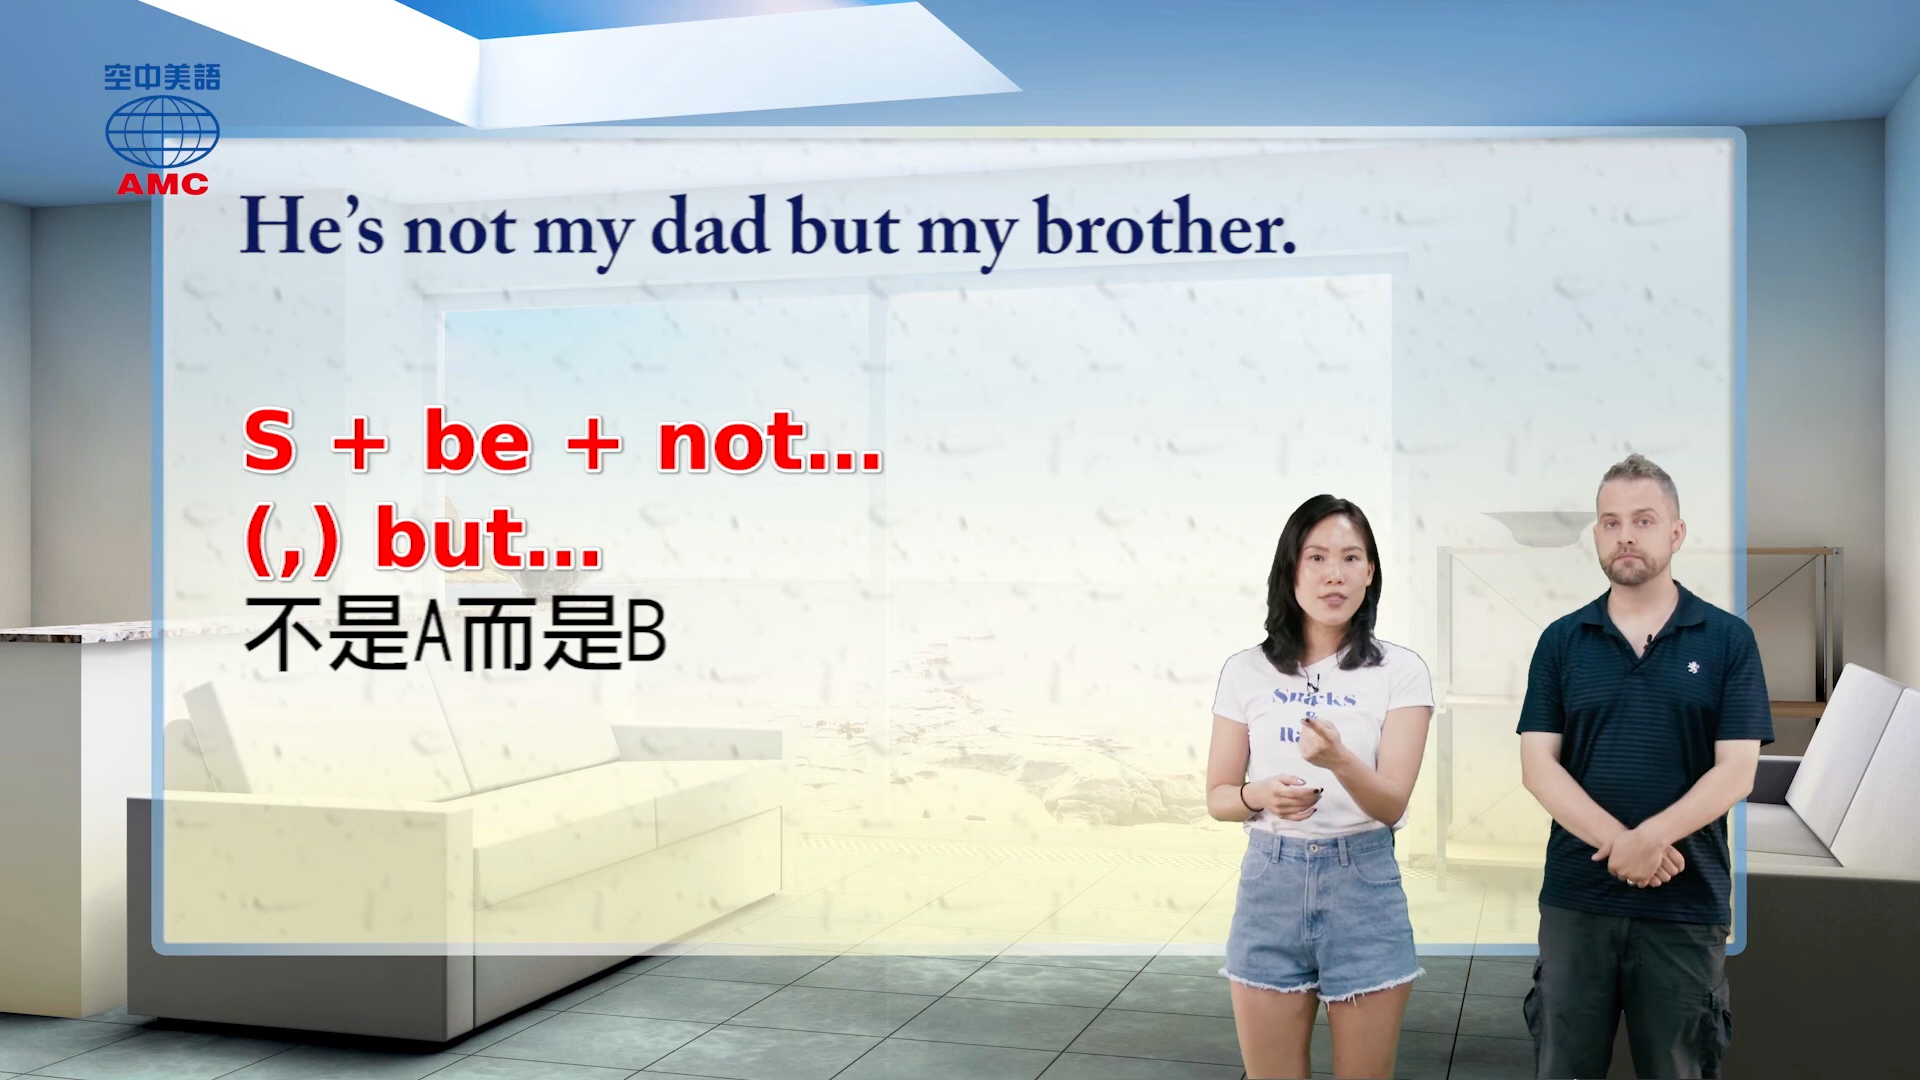 空中美語
AMC
He's not my dad but my brother.
S + be + not...
(,) but...
不是A而是B
Snacks
&